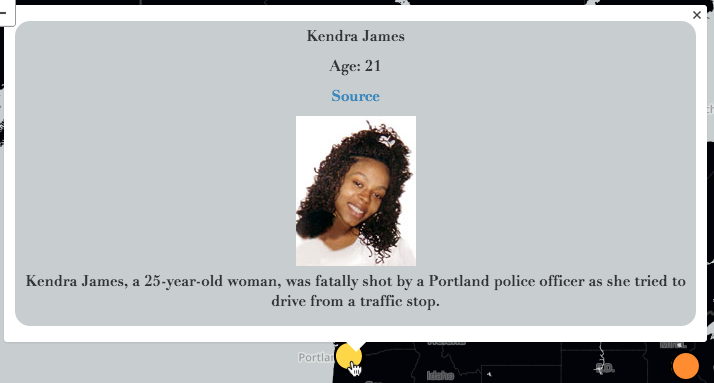 Kendra James
Age: 21
Source
Kendra James, a 25-year-old woman, was fatally shot by a Portland police officer as she tried to
drive from a traffic stop.
Portla
Idaho
S.D.